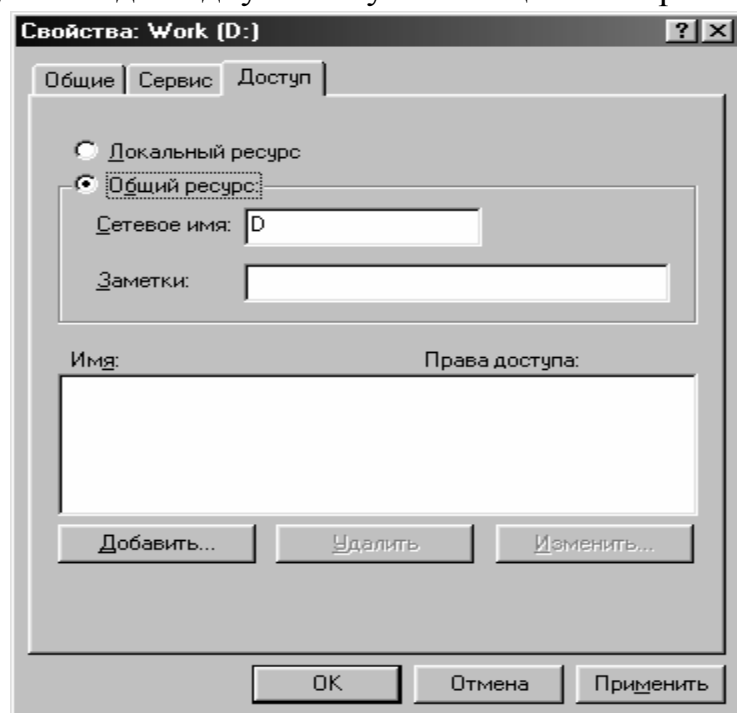 Свойства: Work (D:)
Общие Сервис Доступ
Локальный ресурс
Общий ресурс:
Сетевое имя: D
Заметки:
Имя: Права доступа:
Добавить... Удалить Изменить...
OK Отмена Применить